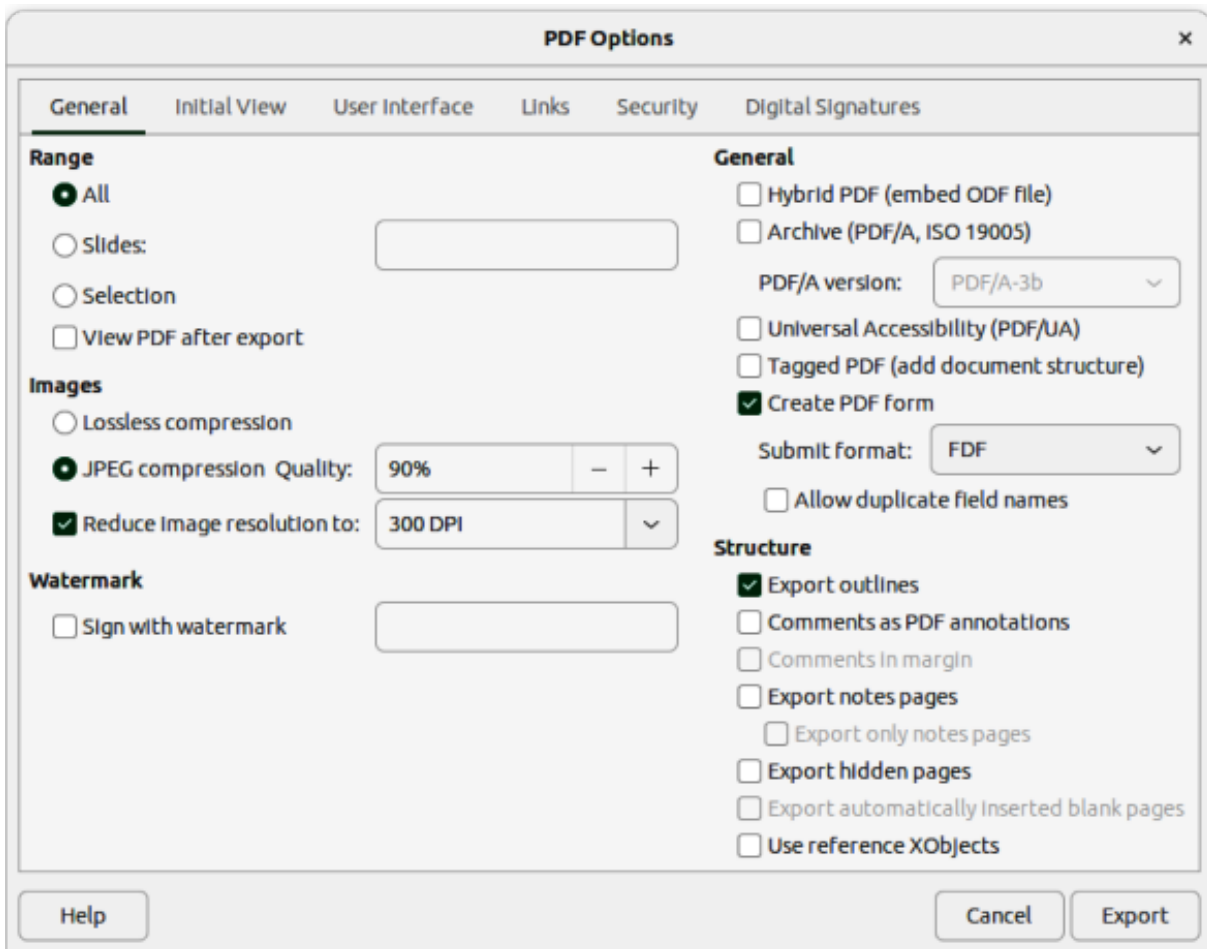 PDF Options
General Initial View User Interface Links Security Digital Signatures
Range
All
Slides:
Selection
View PDF after export
Images
Lossless compression
JPEG compression Quality: 90%
Reduce image resolution to: 300 DPI
Watermark
Sign with watermark
General
Hybrid PDF (embed ODF file)
Archive (PDF/A, ISO 19005)
PDF/A version: PDF/A-3b
Universal Accessibility (PDF/UA)
Tagged PDF (add document structure)
Create PDF form
Submit format: FDF
Allow duplicate field names
Structure
Export outlines
Comments as PDF annotations
Comments in margin
Export notes pages
Export only notes pages
Export hidden pages
Export automatically inserted blank pages
Use reference XObjects
Help Cancel Export